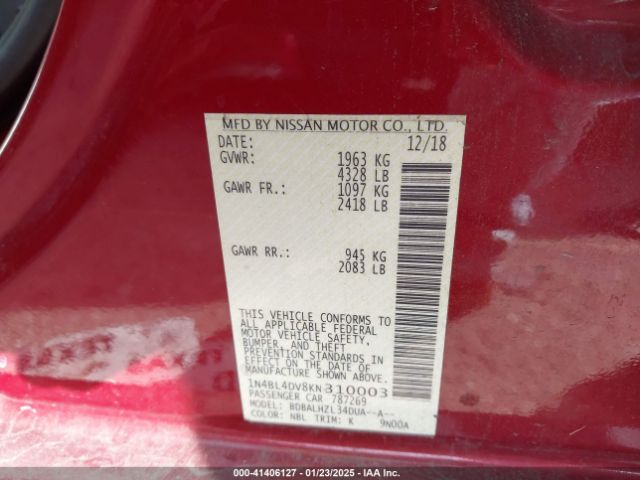 MFD BY NISSAN MOTOR CO., LTD.
DATE: 12/18
GVWR: 1963 KG
4328 LB
GAWR FR.: 1097 KG
2418 LB
GAWR RR.: 945 KG
2083 LB
THIS VEHICLE CONFORMS TO
ALL APPLICABLE FEDERAL
MOTOR VEHICLE SAFETY,
BUMPER, AND THEFT
PREVENTION STANDARDS IN
EFFECT ON THE DATE OF
MANUFACTURE SHOWN ABOVE.
1N4BL4DV8KN310003
PASSENGER CAR 787269
MODEL: BDBALHZL34DUA--A--
COLOR: NBL TRIM: K 9N00A
000-41406127 - 01/23/2025 - IAA Inc.